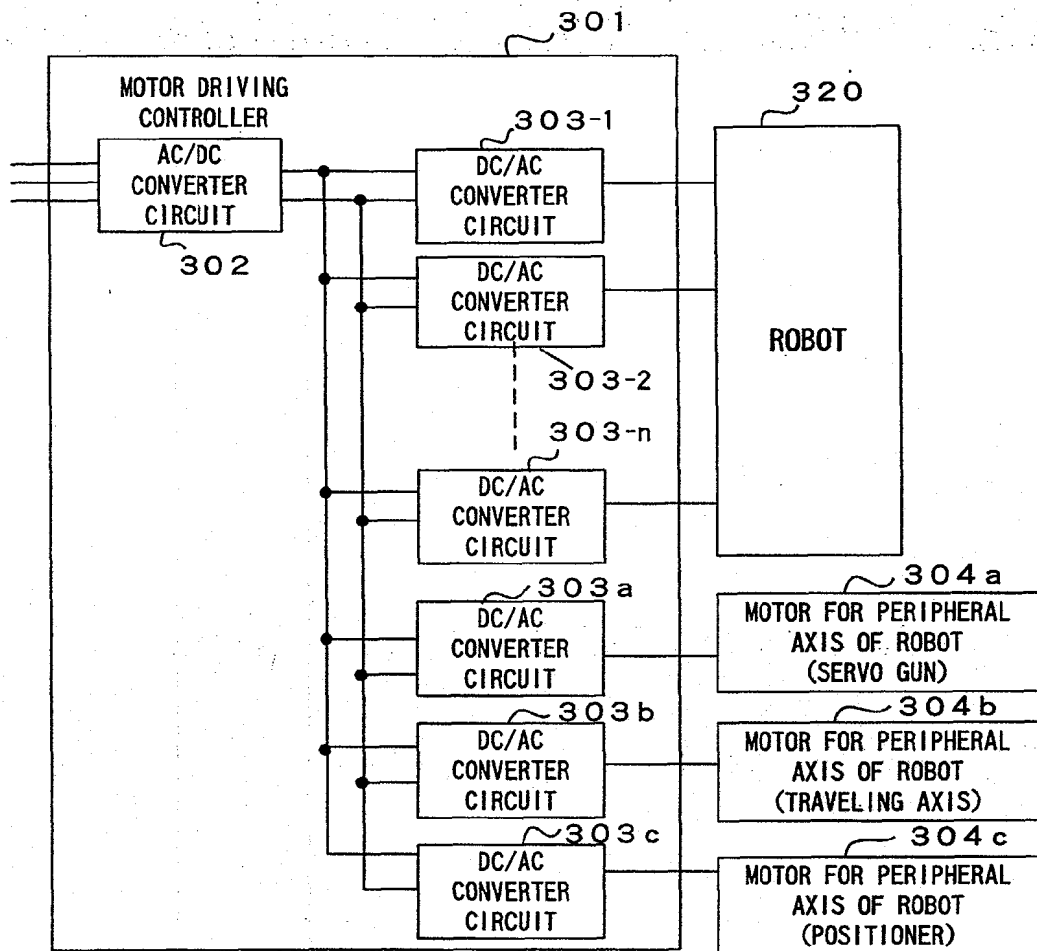 301
MOTOR DRIVING
CONTROLLER
320
303-1
AC/DC
CONVERTER
CIRCUIT
302
DC/AC
CONVERTER
CIRCUIT
DC/AC
CONVERTER
CIRCUIT
303-2
ROBOT
303-n
DC/AC
CONVERTER
CIRCUIT
303a
DC/AC
CONVERTER
CIRCUIT
304a
MOTOR FOR PERIPHERAL
AXIS OF ROBOT
(SERVO GUN)
303b
DC/AC
CONVERTER
CIRCUIT
304b
MOTOR FOR PERIPHERAL
AXIS OF ROBOT
(TRAVELING AXIS)
303c
DC/AC
CONVERTER
CIRCUIT
304c
MOTOR FOR PERIPHERAL
AXIS OF ROBOT
(POSITIONER)